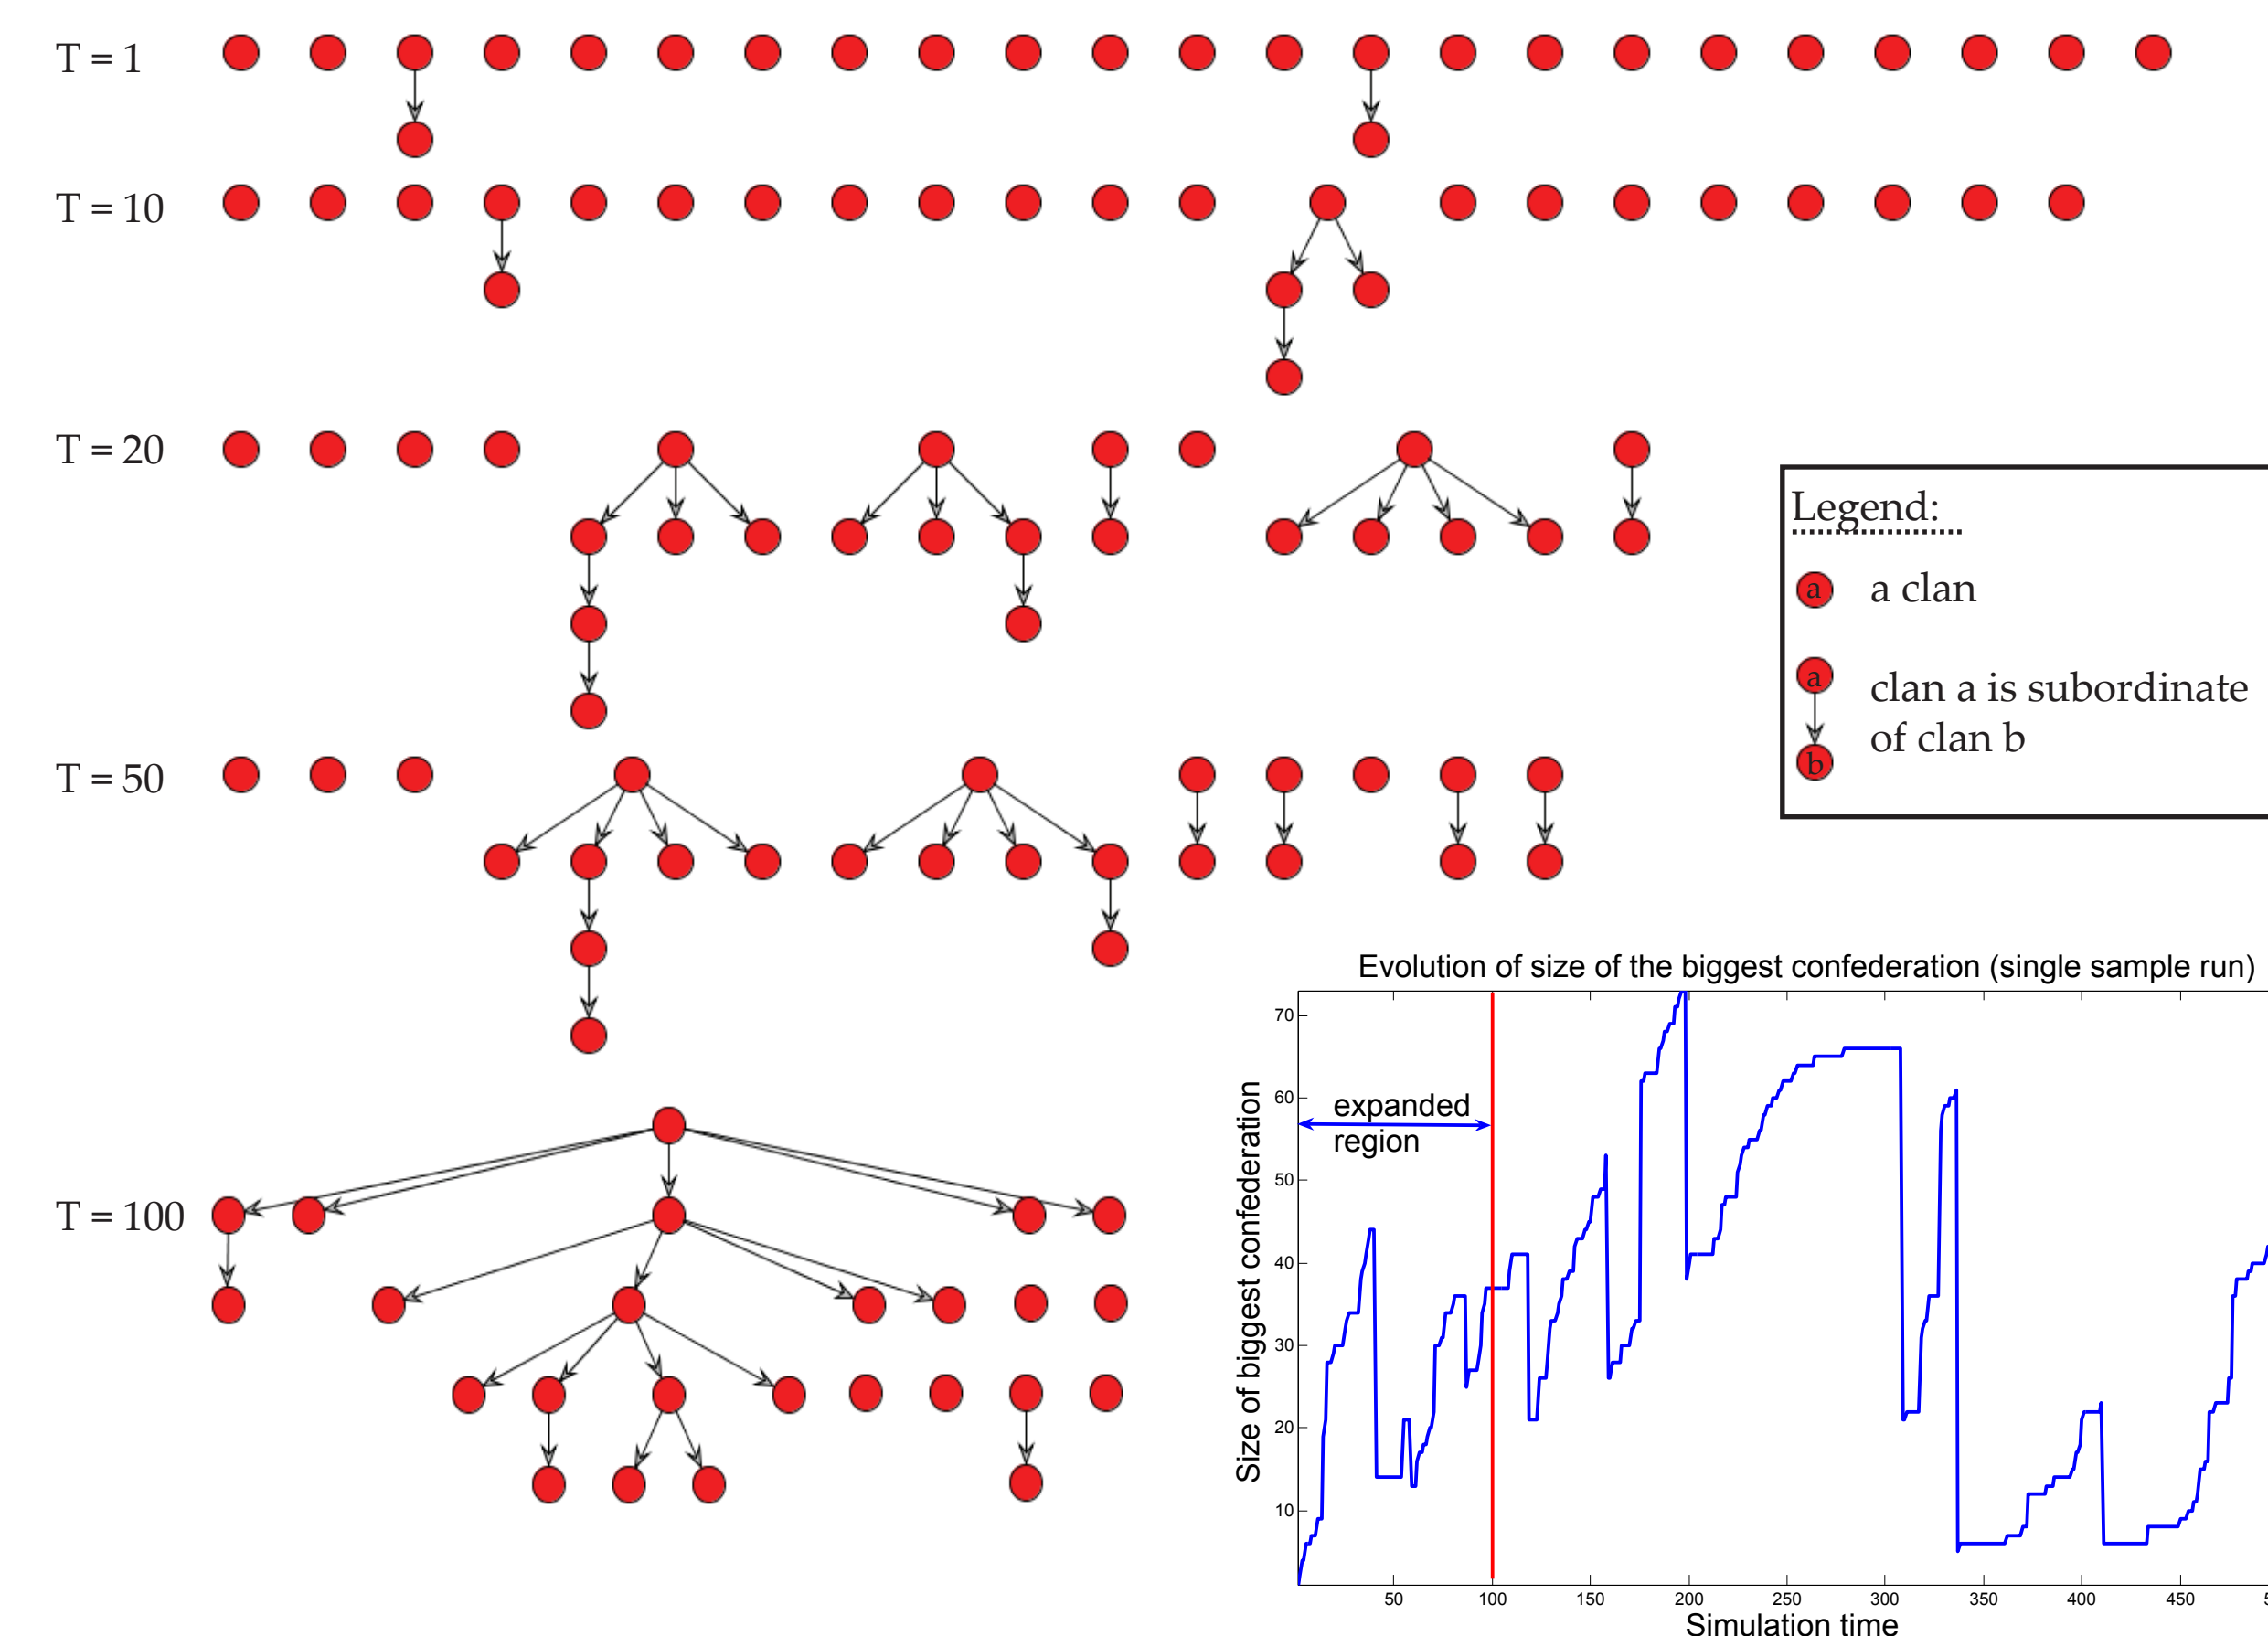 T = 1
T = 10
T = 20
T = 50
T = 100
Legend:
a
a clan
a
clan a is subordinate
of clan b
b
Evolution of size of the biggest confederation (single sample run)
Size of biggest confederation
70
60
50
40
30
20
10
expanded
region
50
100
150
200
250
300
350
400
450
Simulation time